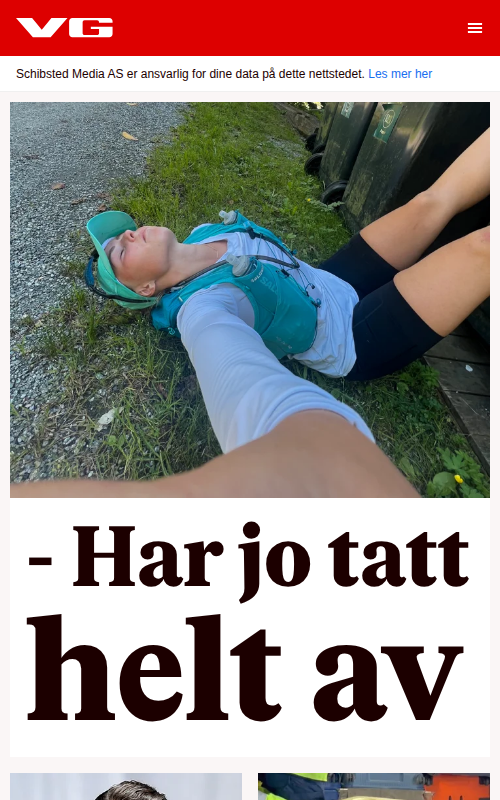 VG
Schibsted Media AS er ansvarlig for dine data på dette nettstedet. Les mer her
- Har jo tatt
helt av